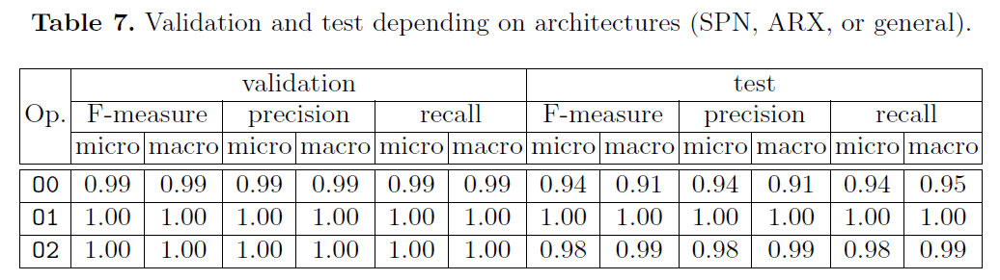 Table 7. Validation and test depending on architectures (SPN, ARX, or general).
validation test
Op. F-measure precision recall F-measure precision recall
micro macro micro macro micro macro micro macro micro macro micro macro
O0 0.99 0.99 0.99 0.99 0.99 0.99 0.94 0.91 0.94 0.91 0.94 0.95
O1 1.00 1.00 1.00 1.00 1.00 1.00 1.00 1.00 1.00 1.00 1.00 1.00
O2 1.00 1.00 1.00 1.00 1.00 1.00 0.98 0.99 0.98 0.99 0.98 0.99